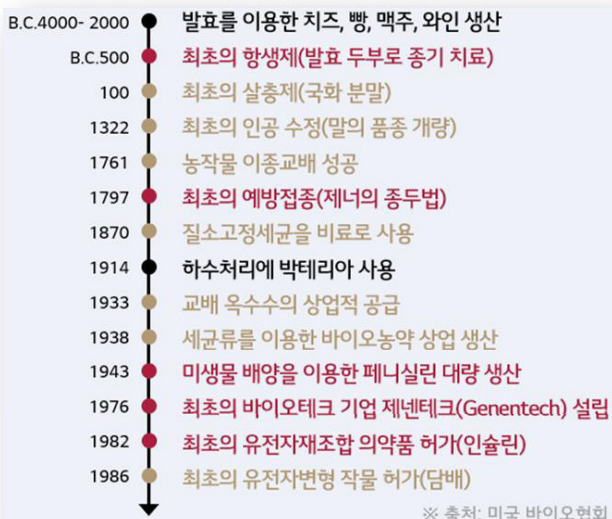 B.C.4000- 2000 발효를 이용한 치즈, 빵, 맥주, 와인 생산
B.C.500 최초의 항생제(발효 두부로 종기 치료)
100 최초의 살충제(국화 분말)
1322 최초의 인공 수정(말의 품종 개량)
1761 농작물 이종교배 성공
1797 최초의 예방접종(제너의 종두법)
1870 질소고정세균을 비료로 사용
1914 하수처리에 박테리아 사용
1933 교배 옥수수의 상업적 공급
1938 세균류를 이용한 바이오농약 상업 생산
1943 미생물 배양을 이용한 페니실린 대량 생산
1976 최초의 바이오테크 기업 제넨테크(Genentech) 설립
1982 최초의 유전자재조합 의약품 허가(인슐린)
1986 최초의 유전자변형 작물 허가(담배)
※ 출처: 미국 바이오협회